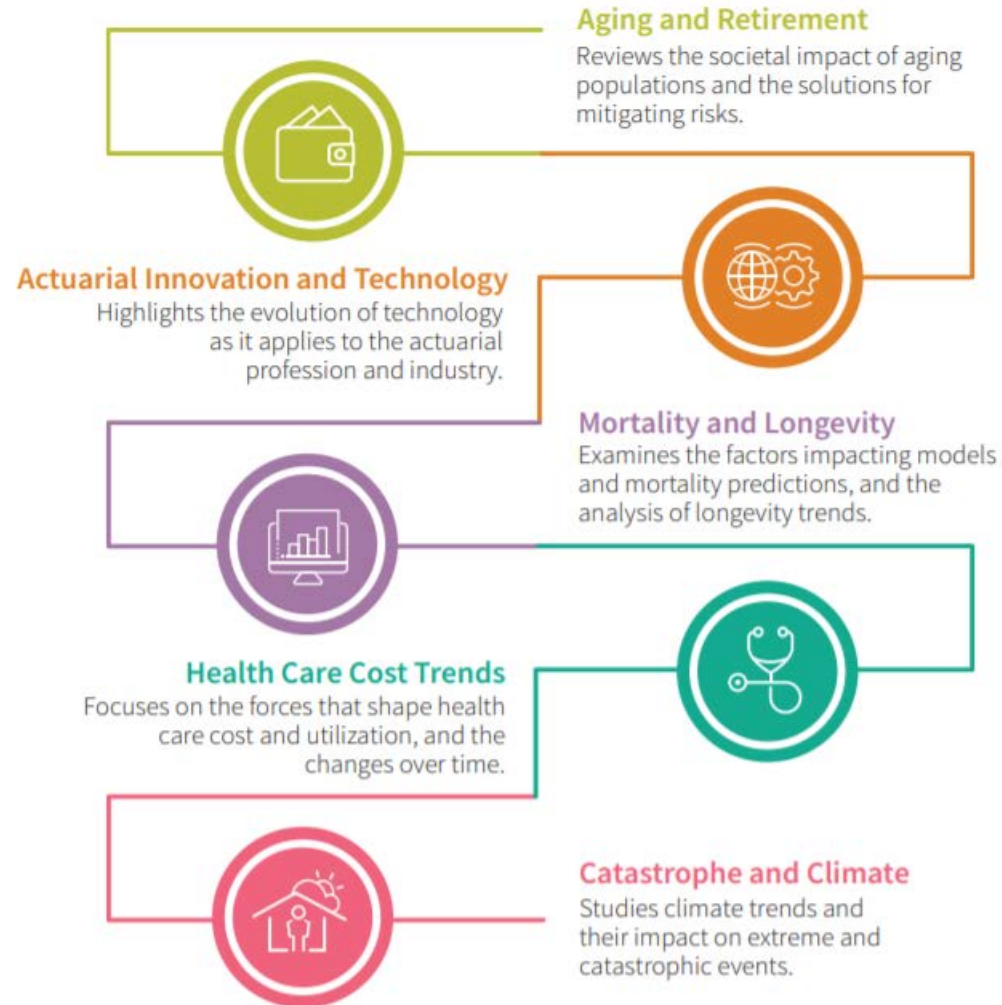 Aging and Retirement
Reviews the societal impact of aging
populations and the solutions for
mitigating risks.
Actuarial Innovation and Technology
Highlights the evolution of technology
as it applies to the actuarial
profession and industry.
Mortality and Longevity
Examines the factors impacting models
and mortality predictions, and the
analysis of longevity trends.
Health Care Cost Trends
Focuses on the forces that shape health
care cost and utilization, and the
changes over time.
Catastrophe and Climate
Studies climate trends and
their impact on extreme and
catastrophic events.